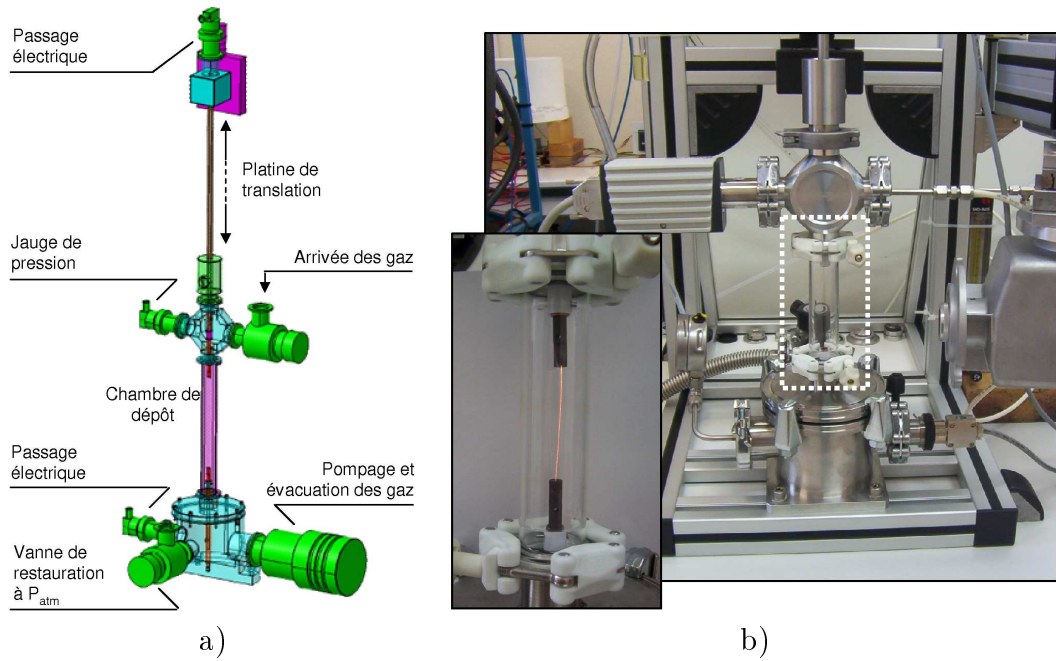 Passage
électrique
Platine de
translation
Jauge de
pression
Arrivée des gaz
Chambre de
dépôt
Passage
électrique
Pompage et
évacuation des gaz
Vanne de
restauration
à Patm
a)
b)